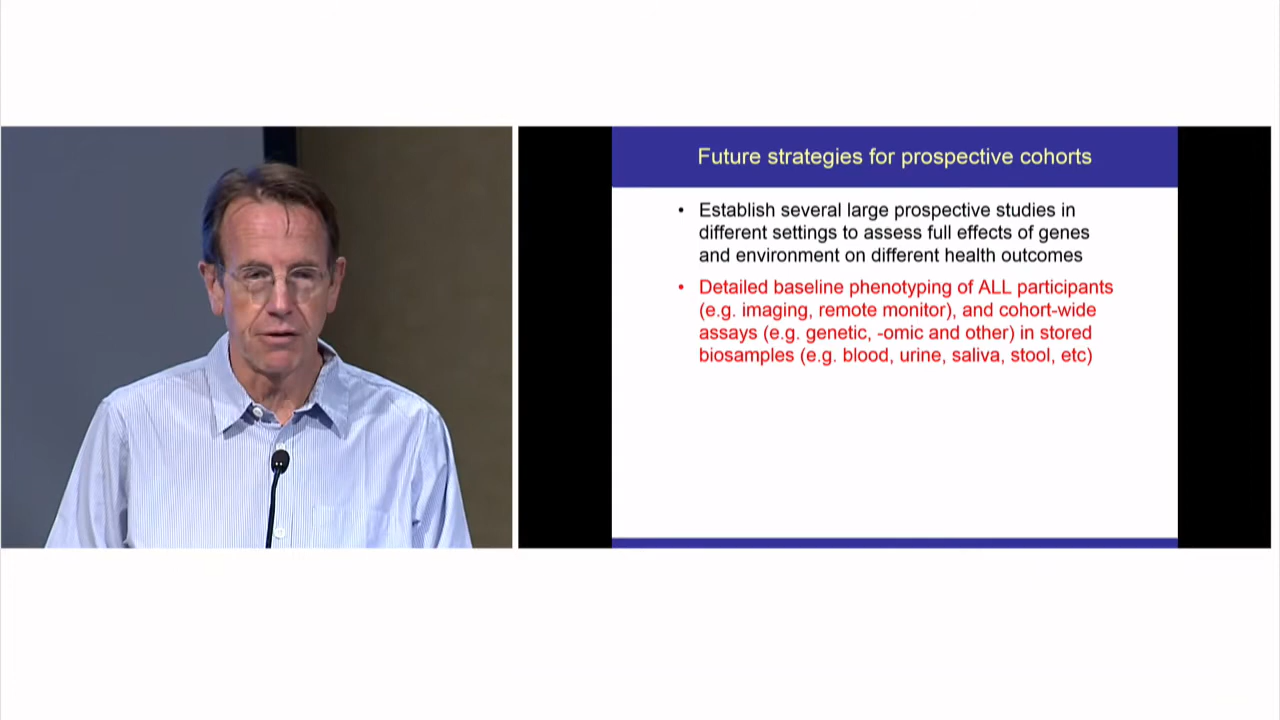 Future strategies for prospective cohorts
• Establish several large prospective studies in
different settings to assess full effects of genes
and environment on different health outcomes
• Detailed baseline phenotyping of ALL participants
(e.g. imaging, remote monitor), and cohort-wide
assays (e.g. genetic, -omic and other) in stored
biosamples (e.g. blood, urine, saliva, stool, etc)